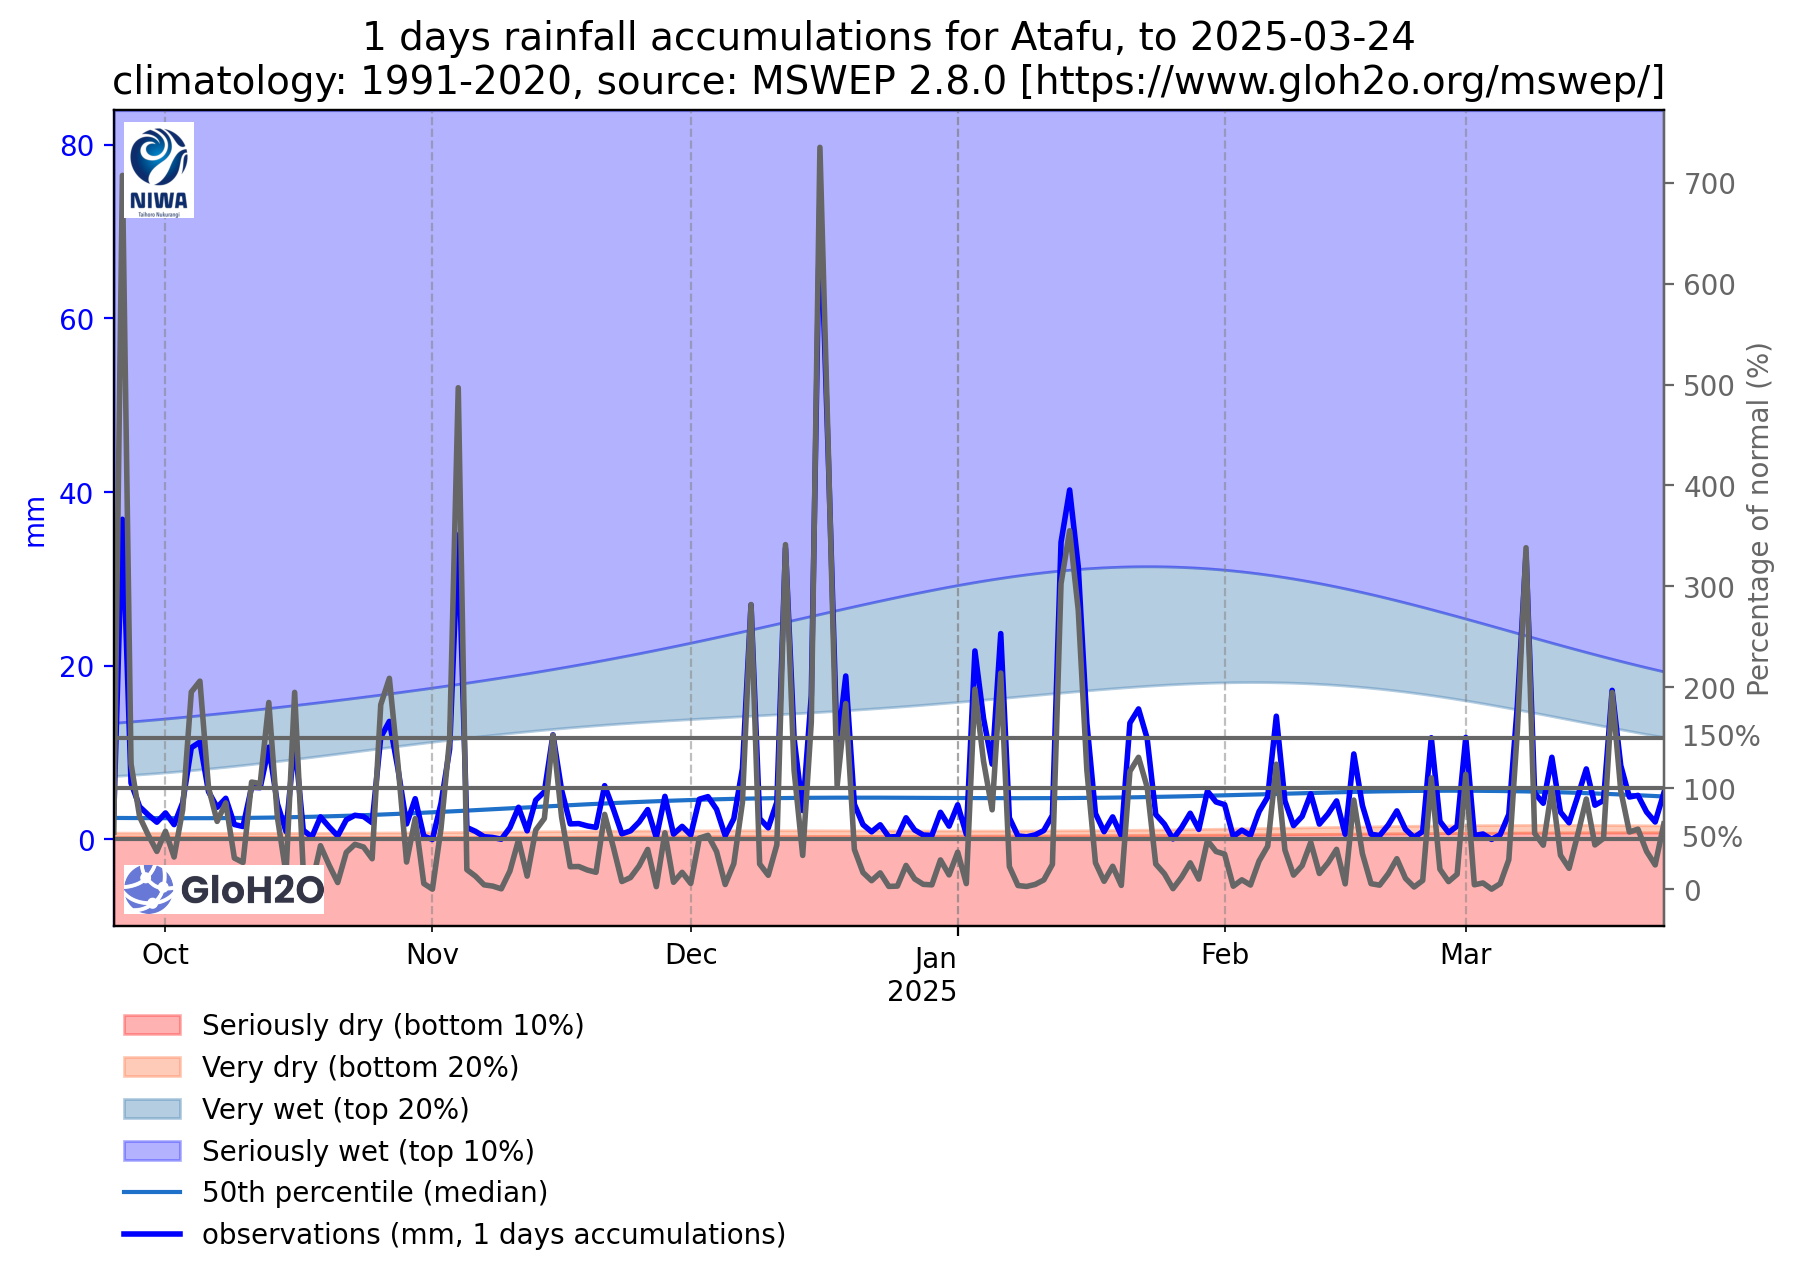 1 days rainfall accumulations for Atafu, to 2025-03-24
climatology: 1991-2020, source: MSWEP 2.8.0 [https://www.gloh2o.org/mswep/]
80
60
40
20
0
mm
NIWA
Taihoro Nukurangi
GloH2O
700
600
500
400
300
200
150%
100
50%
0
Percentage of normal (%)
Oct
Nov
Dec
Jan
2025
Feb
Mar
Seriously dry (bottom 10%)
Very dry (bottom 20%)
Very wet (top 20%)
Seriously wet (top 10%)
50th percentile (median)
observations (mm, 1 days accumulations)